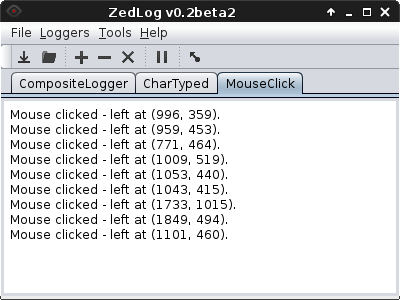 ZedLog v0.2beta2
File Loggers Tools Help
CompositeLogger CharTyped MouseClick
Mouse clicked - left at (996, 359).
Mouse clicked - left at (959, 453).
Mouse clicked - left at (771, 464).
Mouse clicked - left at (1009, 519).
Mouse clicked - left at (1053, 440).
Mouse clicked - left at (1043, 415).
Mouse clicked - left at (1733, 1015).
Mouse clicked - left at (1849, 494).
Mouse clicked - left at (1101, 460).